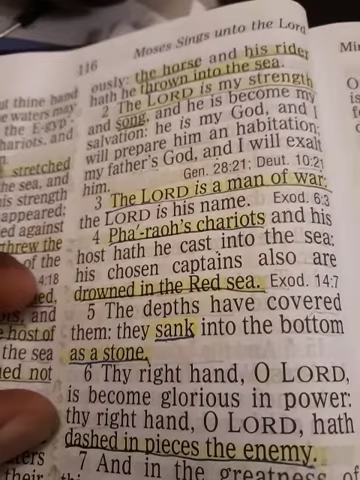 116 Moses Sings unto the Lord
ut thine hand
e waters may
the E-gyp
hariots, and
stretched
the sea, and
his strength
appeared;
ed against
threw the
of the
4:18
ed,
and
host of
the sea
ned not
ters
their
ously: the horse and his rider
hath he thrown into the sea.
2 The LORD is my strength
and song, and he is become my
salvation: he is my God, and I
will prepare him an habitation;
my father's God, and I will exalt
him. Gen. 28:21; Deut. 10:21
3 The LORD is a man of war:
the LORD is his name. Exod. 6:3
4 Pha'-raoh's chariots and his
host hath he cast into the sea:
his chosen captains also are
drowned in the Red sea. Exod. 14:7
5 The depths have covered
them: they sank into the bottom
as a stone.
6 Thy right hand, O LORD,
is become glorious in power:
thy right hand, O LORD, hath
dashed in pieces the enemy.
7 And in the greatness of